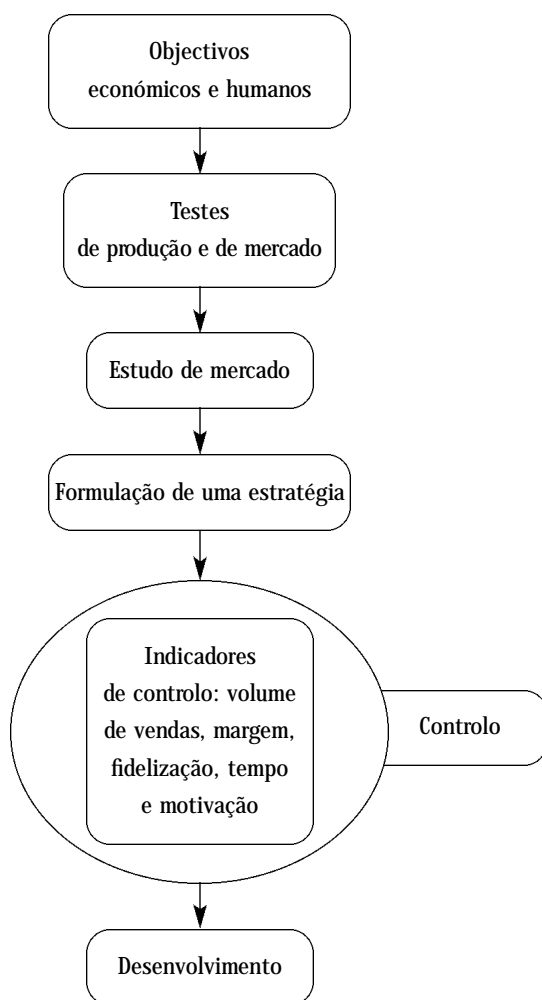 Objectivos
económicos e humanos
Testes
de produção e de mercado
Estudo de mercado
Formulação de uma estratégia
Indicadores
de controlo: volume
de vendas, margem,
fidelização, tempo
e motivação
Controlo
Desenvolvimento